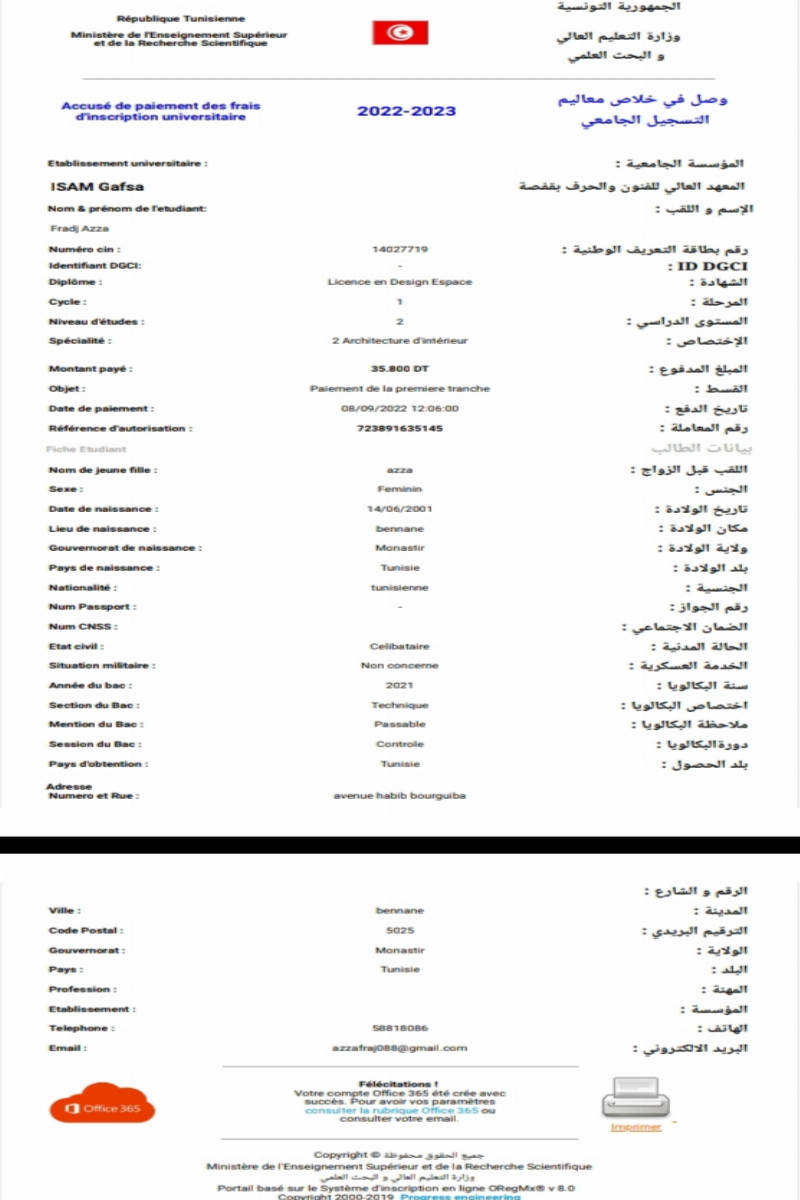 الجمهورية التونسية
République Tunisienne
Ministère de l'Enseignement Supérieur
et de la Recherche Scientifique
وزارة التعليم العالي
و البحث العلمي
Accusé de paiement des frais
d'inscription universitaire
2022-2023
وصل في خلاص معاليم
التسجيل الجامعي
Etablissement universitaire : المؤسسة الجامعية :
ISAM Gafsa المعهد العالي للفنون والحرف بقفصة
Nom & prénom de l'etudiant: الإسم و اللقب :
Fradj Azza
Numéro cin : 14027719 رقم بطاقة التعريف الوطنية :
Identifiant DGCI: - ID DGCI :
Diplôme : Licence en Design Espace الشهادة :
Cycle : 1 المرحلة :
Niveau d'études : 2 المستوى الدراسي :
Spécialité : 2 Architecture d'intérieur الإختصاص :
Montant payé : 35.800 DT المبلغ المدفوع :
Objet : Paiement de la premiere tranche القسط :
Date de paiement : 08/09/2022 12:06:00 تاريخ الدفع :
Référence d'autorisation : 723891635145 رقم المعاملة :
Fiche Etudiant بيانات الطالب
Nom de jeune fille : azza اللقب قبل الزواج :
Sexe : Feminin الجنس :
Date de naissance : 14/06/2001 تاريخ الولادة :
Lieu de naissance : bennane مكان الولادة :
Gouvernorat de naissance : Monastir ولاية الولادة :
Pays de naissance : Tunisie بلد الولادة :
Nationalité : tunisienne الجنسية :
Num Passport : - رقم الجواز :
Num CNSS : الضمان الاجتماعي :
Etat civil : Celibataire الحالة المدنية :
Situation militaire : Non concerne الخدمة العسكرية :
Année du bac : 2021 سنة البكالويا :
Section du Bac : Technique اختصاص البكالويا :
Mention du Bac : Passable ملاحظة البكالويا :
Session du Bac : Controle دورةالبكالويا :
Pays d'obtention : Tunisie بلد الحصول :
Adresse
Numero et Rue : avenue habib bourguiba
الرقم و الشارع :
Ville : bennane المدينة :
Code Postal : 5025 الترقيم البريدي :
Gouvernorat : Monastir الولاية :
Pays : Tunisie البلد :
Profession : المهنة :
Etablissement : المؤسسة :
Telephone : 58818086 الهاتف :
Email : azzafraj088@gmail.com البريد الالكتروني :
Office 365
Félécitations !
Votre compte Office 365 été crée avec
succès. Pour avoir vos paramètres
consulter la rubrique Office 365 ou
consulter votre email.
Imprimer
Copyright © جميع الحقوق محفوظة
Ministère de l'Enseignement Supérieur et de la Recherche Scientifique
وزارة التعليم العالي و البحث العلمي
Portail basé sur le Système d'inscription en ligne ORegMx® v 8.0
Copyright 2000-2019 Progress engineering